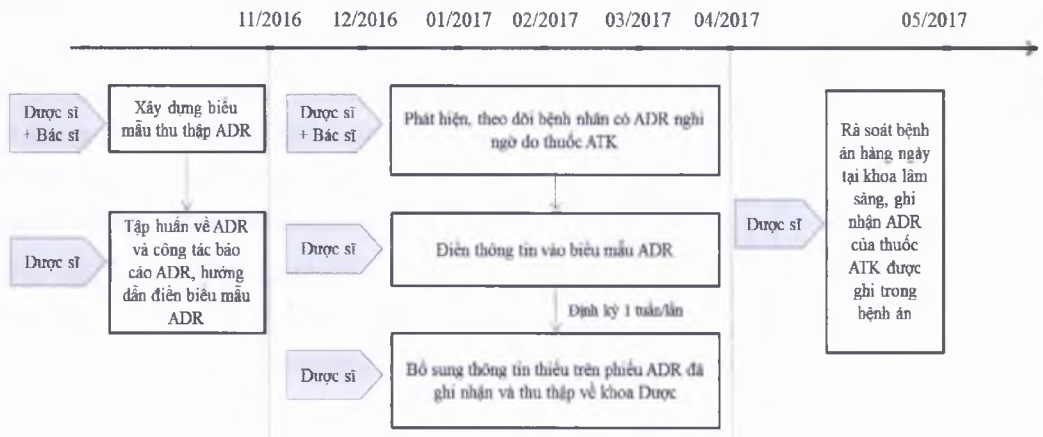 11/2016 12/2016 01/2017 02/2017 03/2017 04/2017 05/2017
Dược sĩ
+ Bác sĩ
Xây dựng biểu
mẫu thu thập ADR
Dược sĩ
Tập huấn về ADR
và công tác báo
cáo ADR, hướng
dẫn điền biểu mẫu
ADR
Dược sĩ
+ Bác sĩ
Phát hiện, theo dõi bệnh nhân có ADR nghi
ngờ do thuốc ATK
Dược sĩ
Điền thông tin vào biểu mẫu ADR
Định kỳ 1 tuần/lần
Dược sĩ
Bổ sung thông tin thiếu trên phiếu ADR đã
ghi nhận và thu thập về khoa Dược
Dược sĩ
Rà soát bệnh
án hàng ngày
tại khoa lâm
sàng, ghi
nhận ADR
của thuốc
ATK được
ghi trong
bệnh án